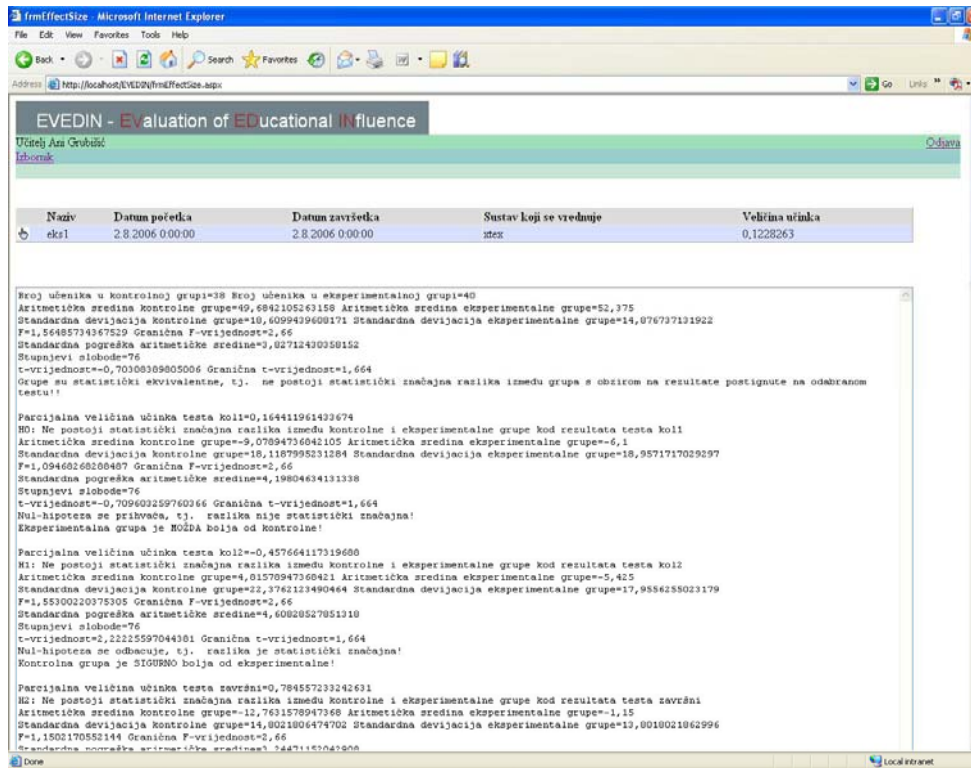 frmEffectSize - Microsoft Internet Explorer
File Edit View Favorites Tools Help
Back Search Favorites
Address http://localhost/EVEDIN/frmEffectSize.aspx Go Links »
EVEDIN - EValuation of EDucational INfluence
Učitelj Ani Grubišić Odjava
Izbornik
Naziv Datum početka Datum završetka Sustav koji se vrednuje Veličina učinka
eks1 2.8.2006 0:00:00 2.8.2006 0:00:00 xtex 0,1228263
Broj učenika u kontrolnoj grupi=38 Broj učenika u eksperimentalnoj grupi=40
Aritmetička sredina kontrolne grupe=49,6842105263158 Aritmetička sredina eksperimentalne grupe=52,375
Standardna devijacija kontrolne grupe=18,6099439608171 Standardna devijacija eksperimentalne grupe=14,876737131922
F=1,56485734367529 Granična F-vrijednost=2,66
Standardna pogreška aritmetičke sredine=3,82712430358152
Stupnjevi slobode=76
t-vrijednost=-0,70308389805006 Granična t-vrijednost=1,664
Grupe su statistički ekvivalentne, tj. ne postoji statistički značajna razlika između grupa s obzirom na rezultate postignute na odabranom
testu!!
Parcijalna veličina učinka testa kol1=0,164411961433674
H0: Ne postoji statistički značajna razlika između kontrolne i eksperimentalne grupe kod rezultata testa kol1
Aritmetička sredina kontrolne grupe=-9,07894736842105 Aritmetička sredina eksperimentalne grupe=-6,1
Standardna devijacija kontrolne grupe=18,1187995231284 Standardna devijacija eksperimentalne grupe=18,9571717029297
F=1,09468268288487 Granična F-vrijednost=2,66
Standardna pogreška aritmetičke sredine=4,19804634131338
Stupnjevi slobode=76
t-vrijednost=-0,709603259760366 Granična t-vrijednost=1,664
Nul-hipoteza se prihvaća, tj. razlika nije statistički značajna!
Eksperimentalna grupa je MOŽDA bolja od kontrolne!
Parcijalna veličina učinka testa kol2=-0,457664117319688
H1: Ne postoji statistički značajna razlika između kontrolne i eksperimentalne grupe kod rezultata testa kol2
Aritmetička sredina kontrolne grupe=4,81578947368421 Aritmetička sredina eksperimentalne grupe=-5,425
Standardna devijacija kontrolne grupe=22,3762123490464 Standardna devijacija eksperimentalne grupe=17,9556255023179
F=1,55300220375305 Granična F-vrijednost=2,66
Standardna pogreška aritmetičke sredine=4,60828527851318
Stupnjevi slobode=76
t-vrijednost=2,22225597044381 Granična t-vrijednost=1,664
Nul-hipoteza se odbacuje, tj. razlika je statistički značajna!
Kontrolna grupa je SIGURNO bolja od eksperimentalne!
Parcijalna veličina učinka testa završni=0,784557233242631
H2: Ne postoji statistički značajna razlika između kontrolne i eksperimentalne grupe kod rezultata testa završni
Aritmetička sredina kontrolne grupe=-12,7631578947368 Aritmetička sredina eksperimentalne grupe=-1,15
Standardna devijacija kontrolne grupe=14,8021806474702 Standardna devijacija eksperimentalne grupe=13,8018021862996
F=1,1502170552144 Granična F-vrijednost=2,66
Standardna pogreška aritmetičke sredine=3,24471152042908
Done Local intranet